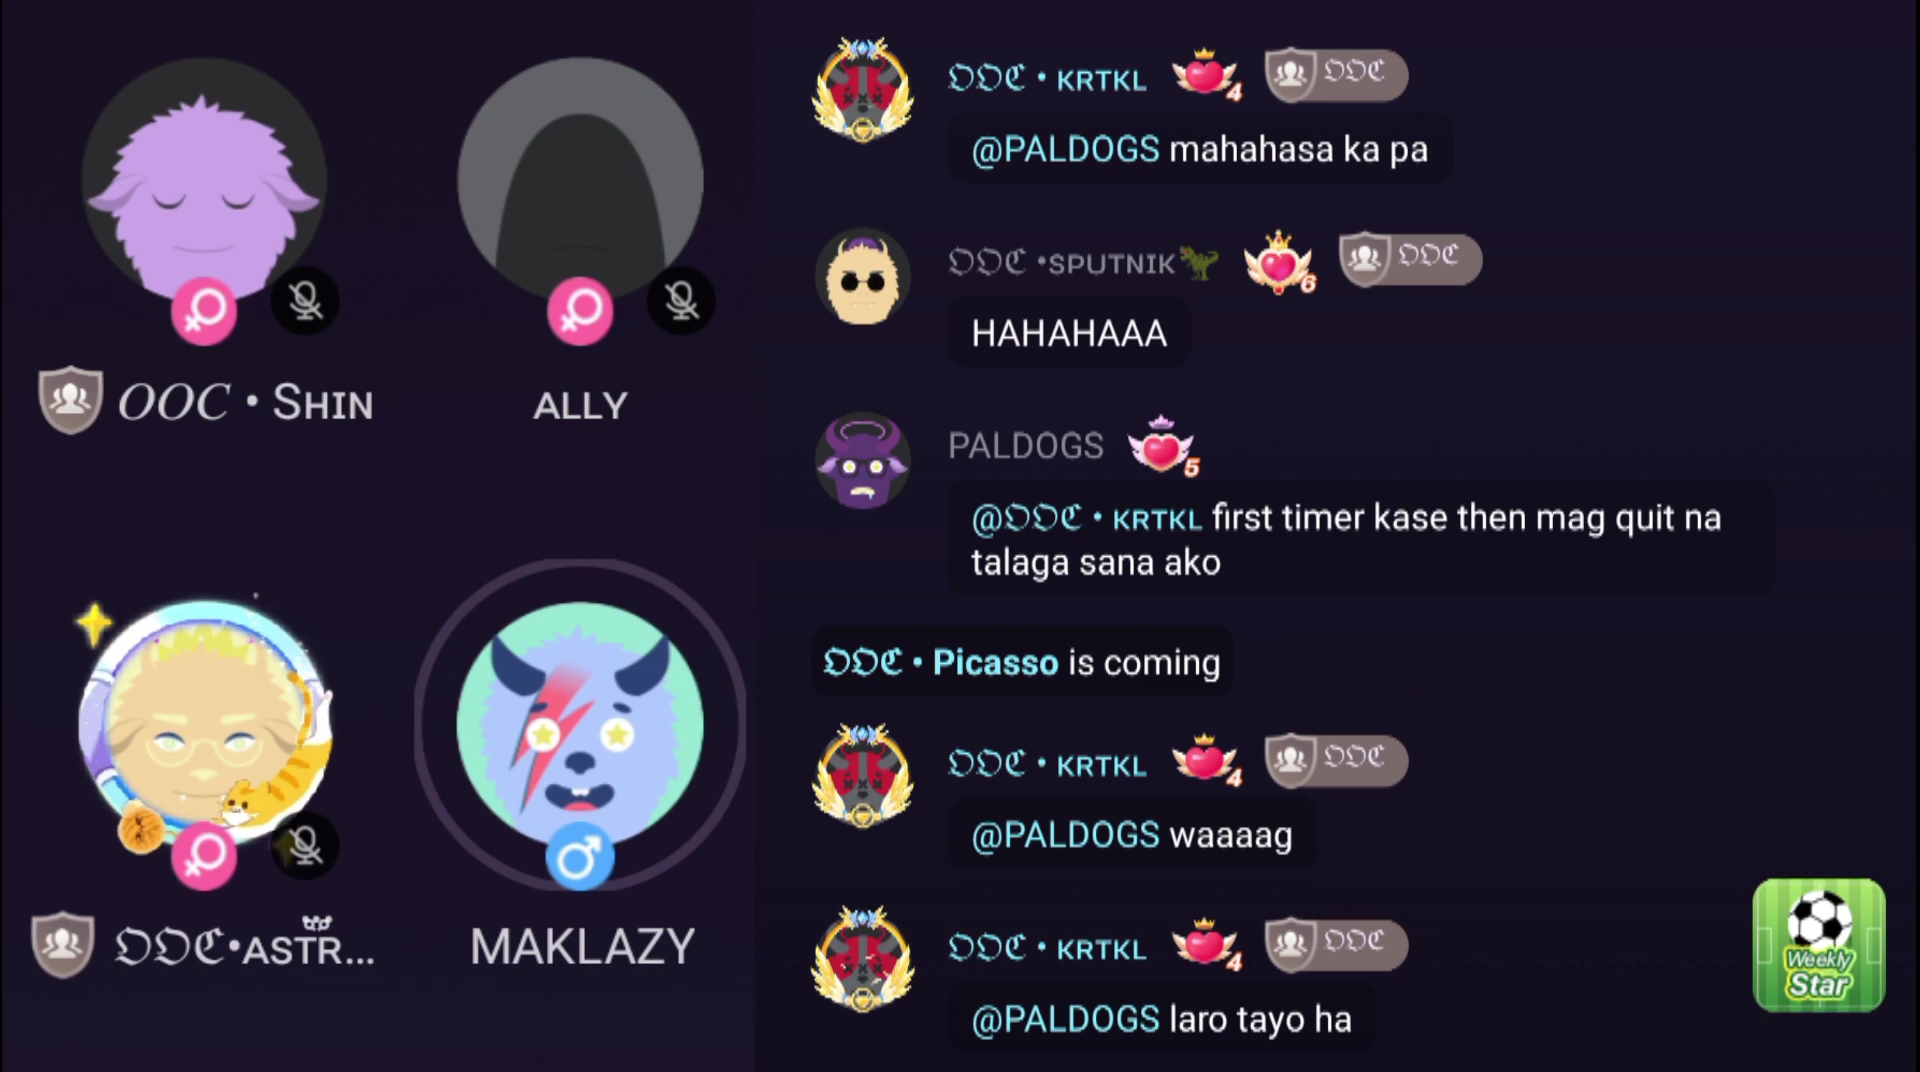 OOC • SHIN
ALLY
𝔒𝔒ℭ•ASTR...
MAKLAZY
𝔒𝔒ℭ • KRTKL 4 𝔒𝔒ℭ
@PALDOGS mahahasa ka pa
𝔒𝔒ℭ •SPUTNIK🦖 6 𝔒𝔒ℭ
HAHAHAAA
PALDOGS 5
@𝔒𝔒ℭ • KRTKL first timer kase then mag quit na
talaga sana ako
𝔒𝔒ℭ • Picasso is coming
𝔒𝔒ℭ • KRTKL 4 𝔒𝔒ℭ
@PALDOGS waaaag
𝔒𝔒ℭ • KRTKL 4 𝔒𝔒ℭ
@PALDOGS laro tayo ha
Weekly
Star